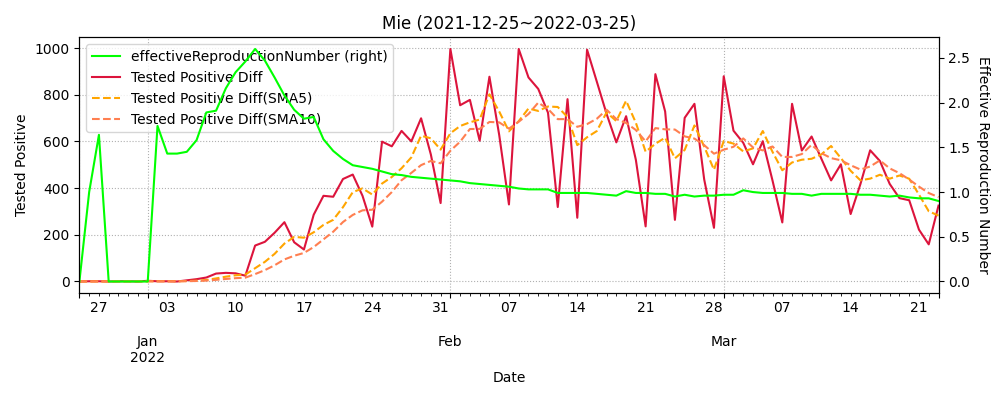 Mie (2021-12-25~2022-03-25)
effectiveReproductionNumber (right)
Tested Positive Diff
Tested Positive Diff(SMA5)
Tested Positive Diff(SMA10)
Tested Positive
1000
800
600
400
200
0
Effective Reproduction Number
2.5
2.0
1.5
1.0
0.5
0.0
27 03 10 17 24 31 07 14 21 28 07 14 21
Jan Feb Mar
2022
Date